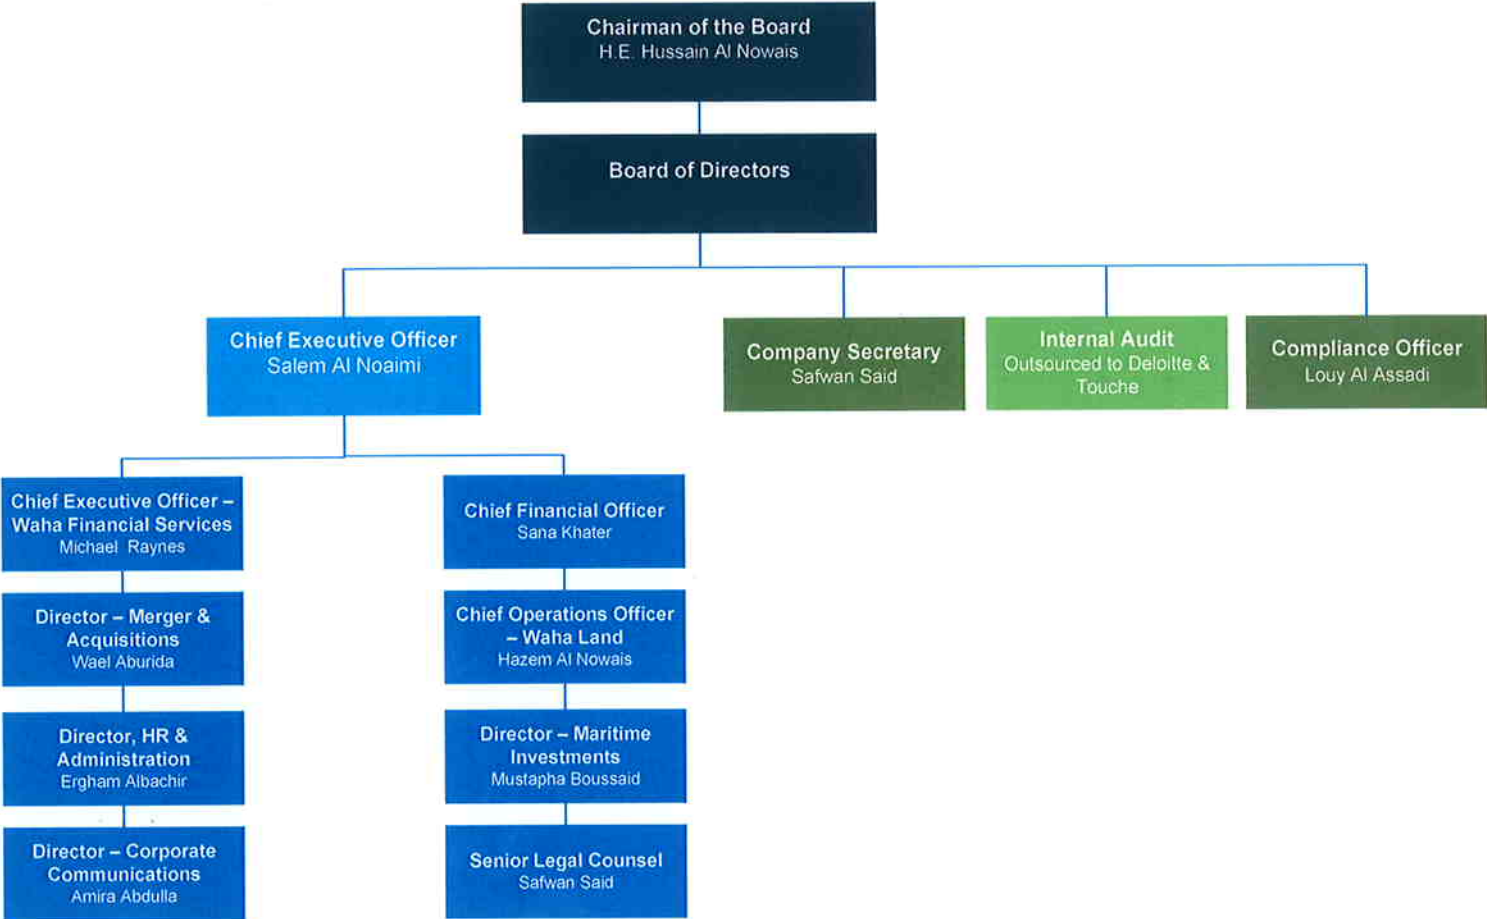 Chairman of the Board
H.E. Hussain Al Nowais
Board of Directors
Chief Executive Officer
Salem Al Noaimi
Company Secretary
Safwan Said
Internal Audit
Outsourced to Deloitte &
Touche
Compliance Officer
Louy Al Assadi
Chief Executive Officer –
Waha Financial Services
Michael Raynes
Chief Financial Officer
Sana Khater
Director – Merger &
Acquisitions
Wael Aburida
Chief Operations Officer
– Waha Land
Hazem Al Nowais
Director, HR &
Administration
Ergham Albachir
Director – Maritime
Investments
Mustapha Boussaid
Director – Corporate
Communications
Amira Abdulla
Senior Legal Counsel
Safwan Said